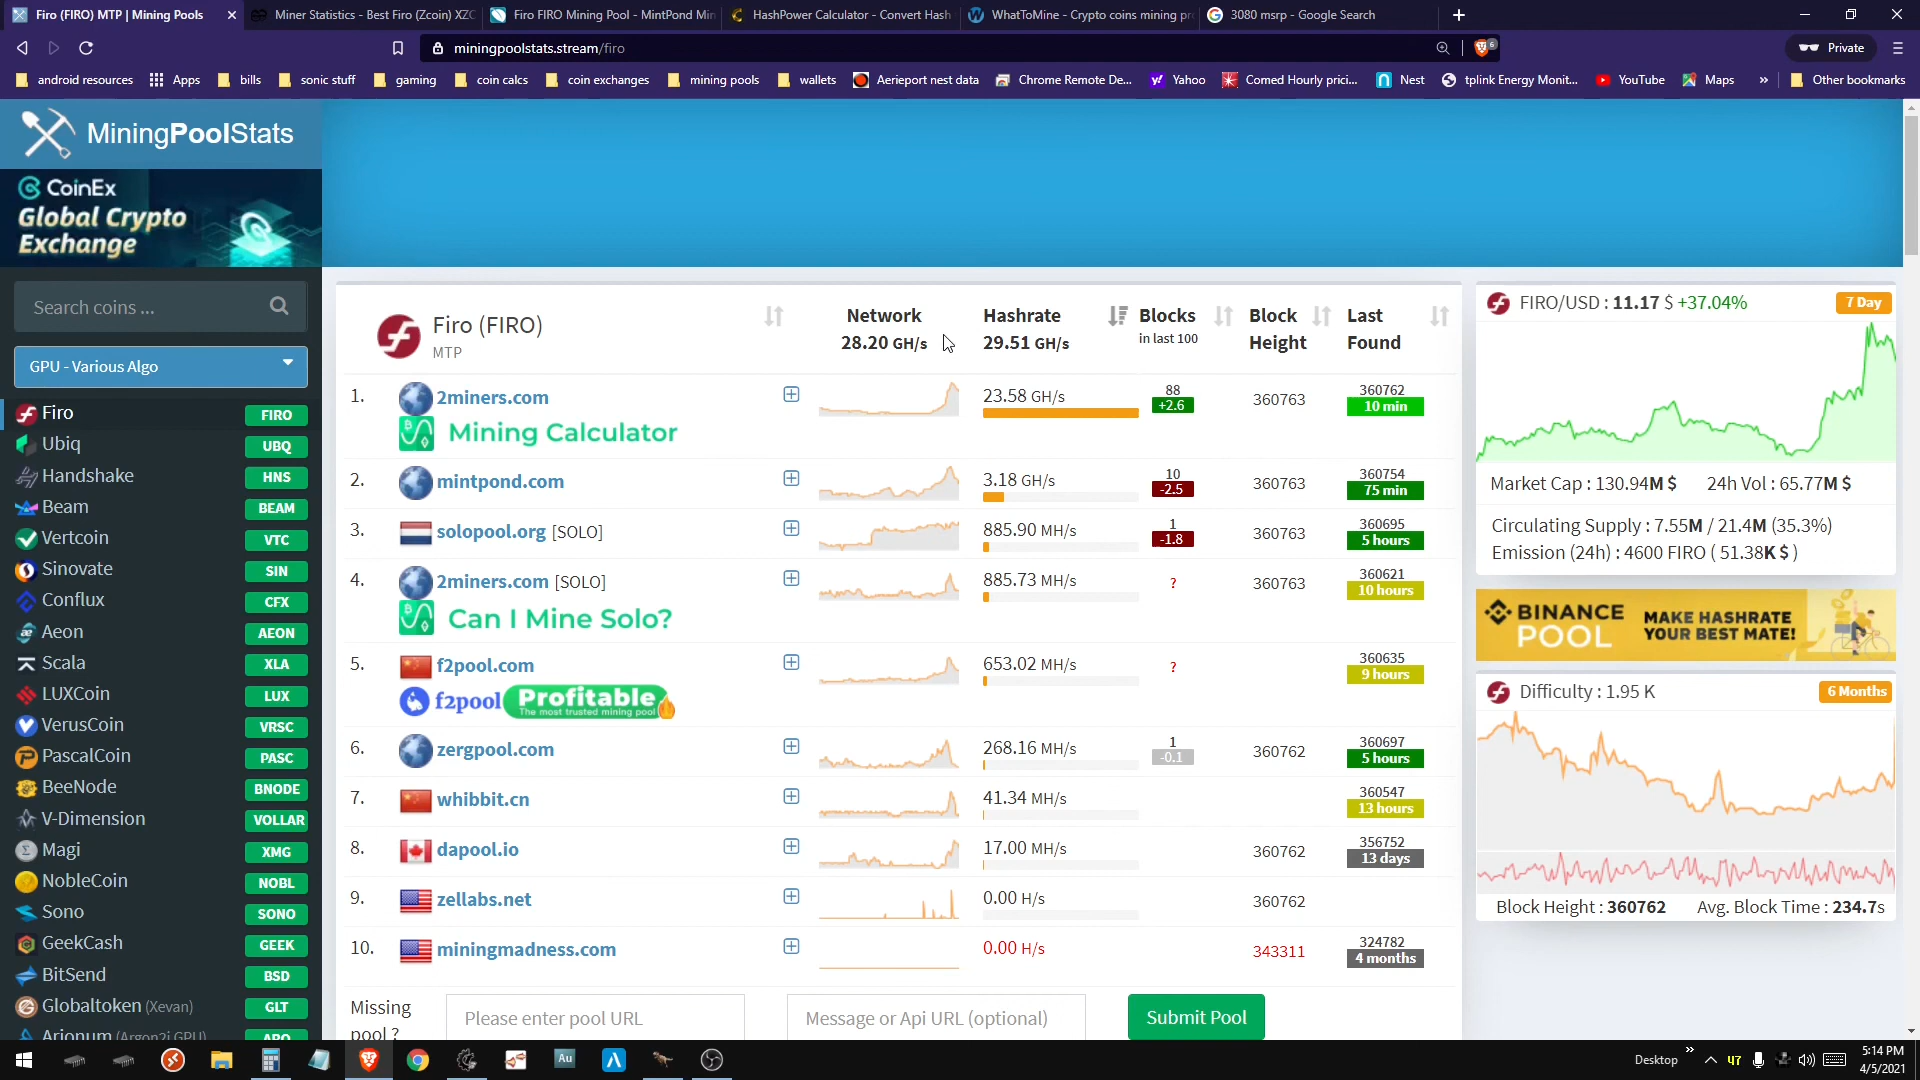 Firo (FIRO) MTP | Mining Pools
Miner Statistics - Best Firo (Zcoin) XZC
Firo FIRO Mining Pool - MintPond Min
HashPower Calculator - Convert Hash
WhatToMine - Crypto coins mining pr
3080 msrp - Google Search
miningpoolstats.stream/firo
6
Private
android resources
Apps
bills
sonic stuff
gaming
coin calcs
coin exchanges
mining pools
wallets
Aerieport nest data
Chrome Remote De...
Yahoo
Comed Hourly prici...
Nest
tplink Energy Monit...
YouTube
Maps
»
Other bookmarks
MiningPoolStats
CoinEx
Global Crypto
Exchange
Search coins ...
GPU - Various Algo
Firo FIRO
Ubiq UBQ
Handshake HNS
Beam BEAM
Vertcoin VTC
Sinovate SIN
Conflux CFX
Aeon AEON
Scala XLA
LUXCoin LUX
VerusCoin VRSC
PascalCoin PASC
BeeNode BNODE
V-Dimension VOLLAR
Magi XMG
NobleCoin NOBL
Sono SONO
GeekCash GEEK
BitSend BSD
Globaltoken (Xevan) GLT
Arionum (Argon2i GPU) ARO
Firo (FIRO)
MTP
Network
28.20 GH/s
Hashrate
29.51 GH/s
Blocks
in last 100
Block
Height
Last
Found
1. 2miners.com 23.58 GH/s 88 +2.6 360763 360762 10 min
Mining Calculator
2. mintpond.com 3.18 GH/s 10 -2.5 360763 360754 75 min
3. solopool.org [SOLO] 885.90 MH/s 1 -1.8 360763 360695 5 hours
4. 2miners.com [SOLO] 885.73 MH/s ? 360763 360621 10 hours
Can I Mine Solo?
5. f2pool.com 653.02 MH/s ? 360635 9 hours
f2pool Profitable
The most trusted mining pool
6. zergpool.com 268.16 MH/s 1 -0.1 360762 360697 5 hours
7. whibbit.cn 41.34 MH/s 360547 13 hours
8. dapool.io 17.00 MH/s 360762 356752 13 days
9. zellabs.net 0.00 H/s 360762
10. miningmadness.com 0.00 H/s 343311 324782 4 months
Missing
pool ?
Please enter pool URL
Message or Api URL (optional)
Submit Pool
FIRO/USD : 11.17 $ +37.04%
7 Day
Market Cap : 130.94M $ 24h Vol : 65.77M $
Circulating Supply : 7.55M / 21.4M (35.3%)
Emission (24h) : 4600 FIRO ( 51.38K $ )
BINANCE
POOL
MAKE HASHRATE
YOUR BEST MATE!
Difficulty : 1.95 K
6 Months
Block Height : 360762 Avg. Block Time : 234.7s
Au
Desktop
»
47
5:14 PM
4/5/2021